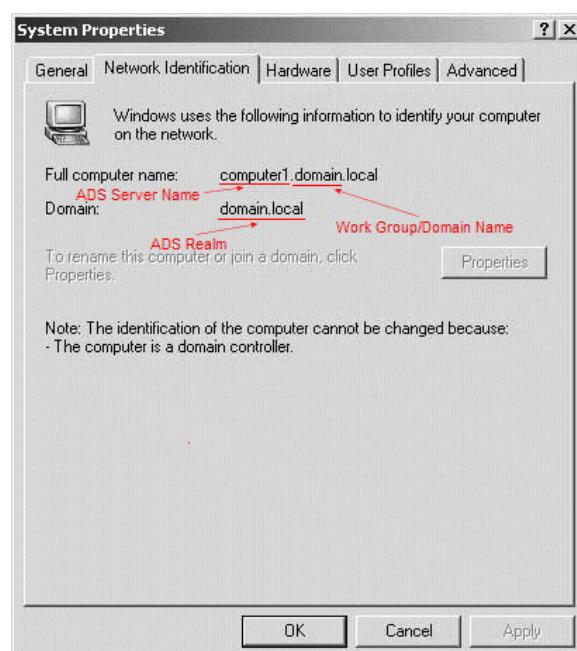 System Properties
? X
General Network Identification Hardware User Profiles Advanced
Windows uses the following information to identify your computer
on the network.
Full computer name: computer1.domain.local
ADS Server Name
Domain: domain.local
Work Group/Domain Name
ADS Realm
To rename this computer or join a domain, click
Properties.
Properties
Note: The identification of the computer cannot be changed because:
- The computer is a domain controller.
OK Cancel Apply